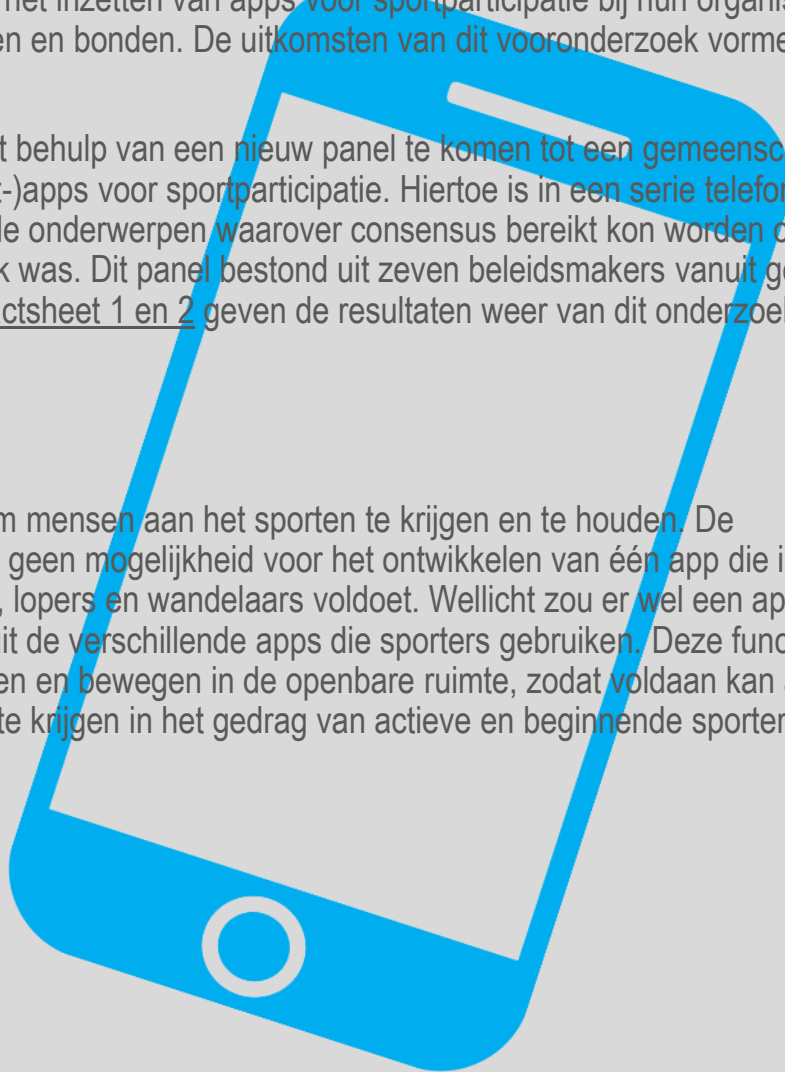 het inzetten van apps voor sportparticipatie bij hun organis
en en bonden. De uitkomsten van dit vooronderzoek vorme
t behulp van een nieuw panel te komen tot een gemeensc
t-)apps voor sportparticipatie. Hiertoe is in een serie telefor
de onderwerpen waarover consensus bereikt kon worden o
k was. Dit panel bestond uit zeven beleidsmakers vanuit ge
actsheet 1 en 2 geven de resultaten weer van dit onderzoek
m mensen aan het sporten te krijgen en te houden. De
geen mogelijkheid voor het ontwikkelen van één app die i
, lopers en wandelaars voldoet. Wellicht zou er wel een ap
uit de verschillende apps die sporters gebruiken. Deze func
en en bewegen in de openbare ruimte, zodat voldaan kan a
te krijgen in het gedrag van actieve en beginnende sporter